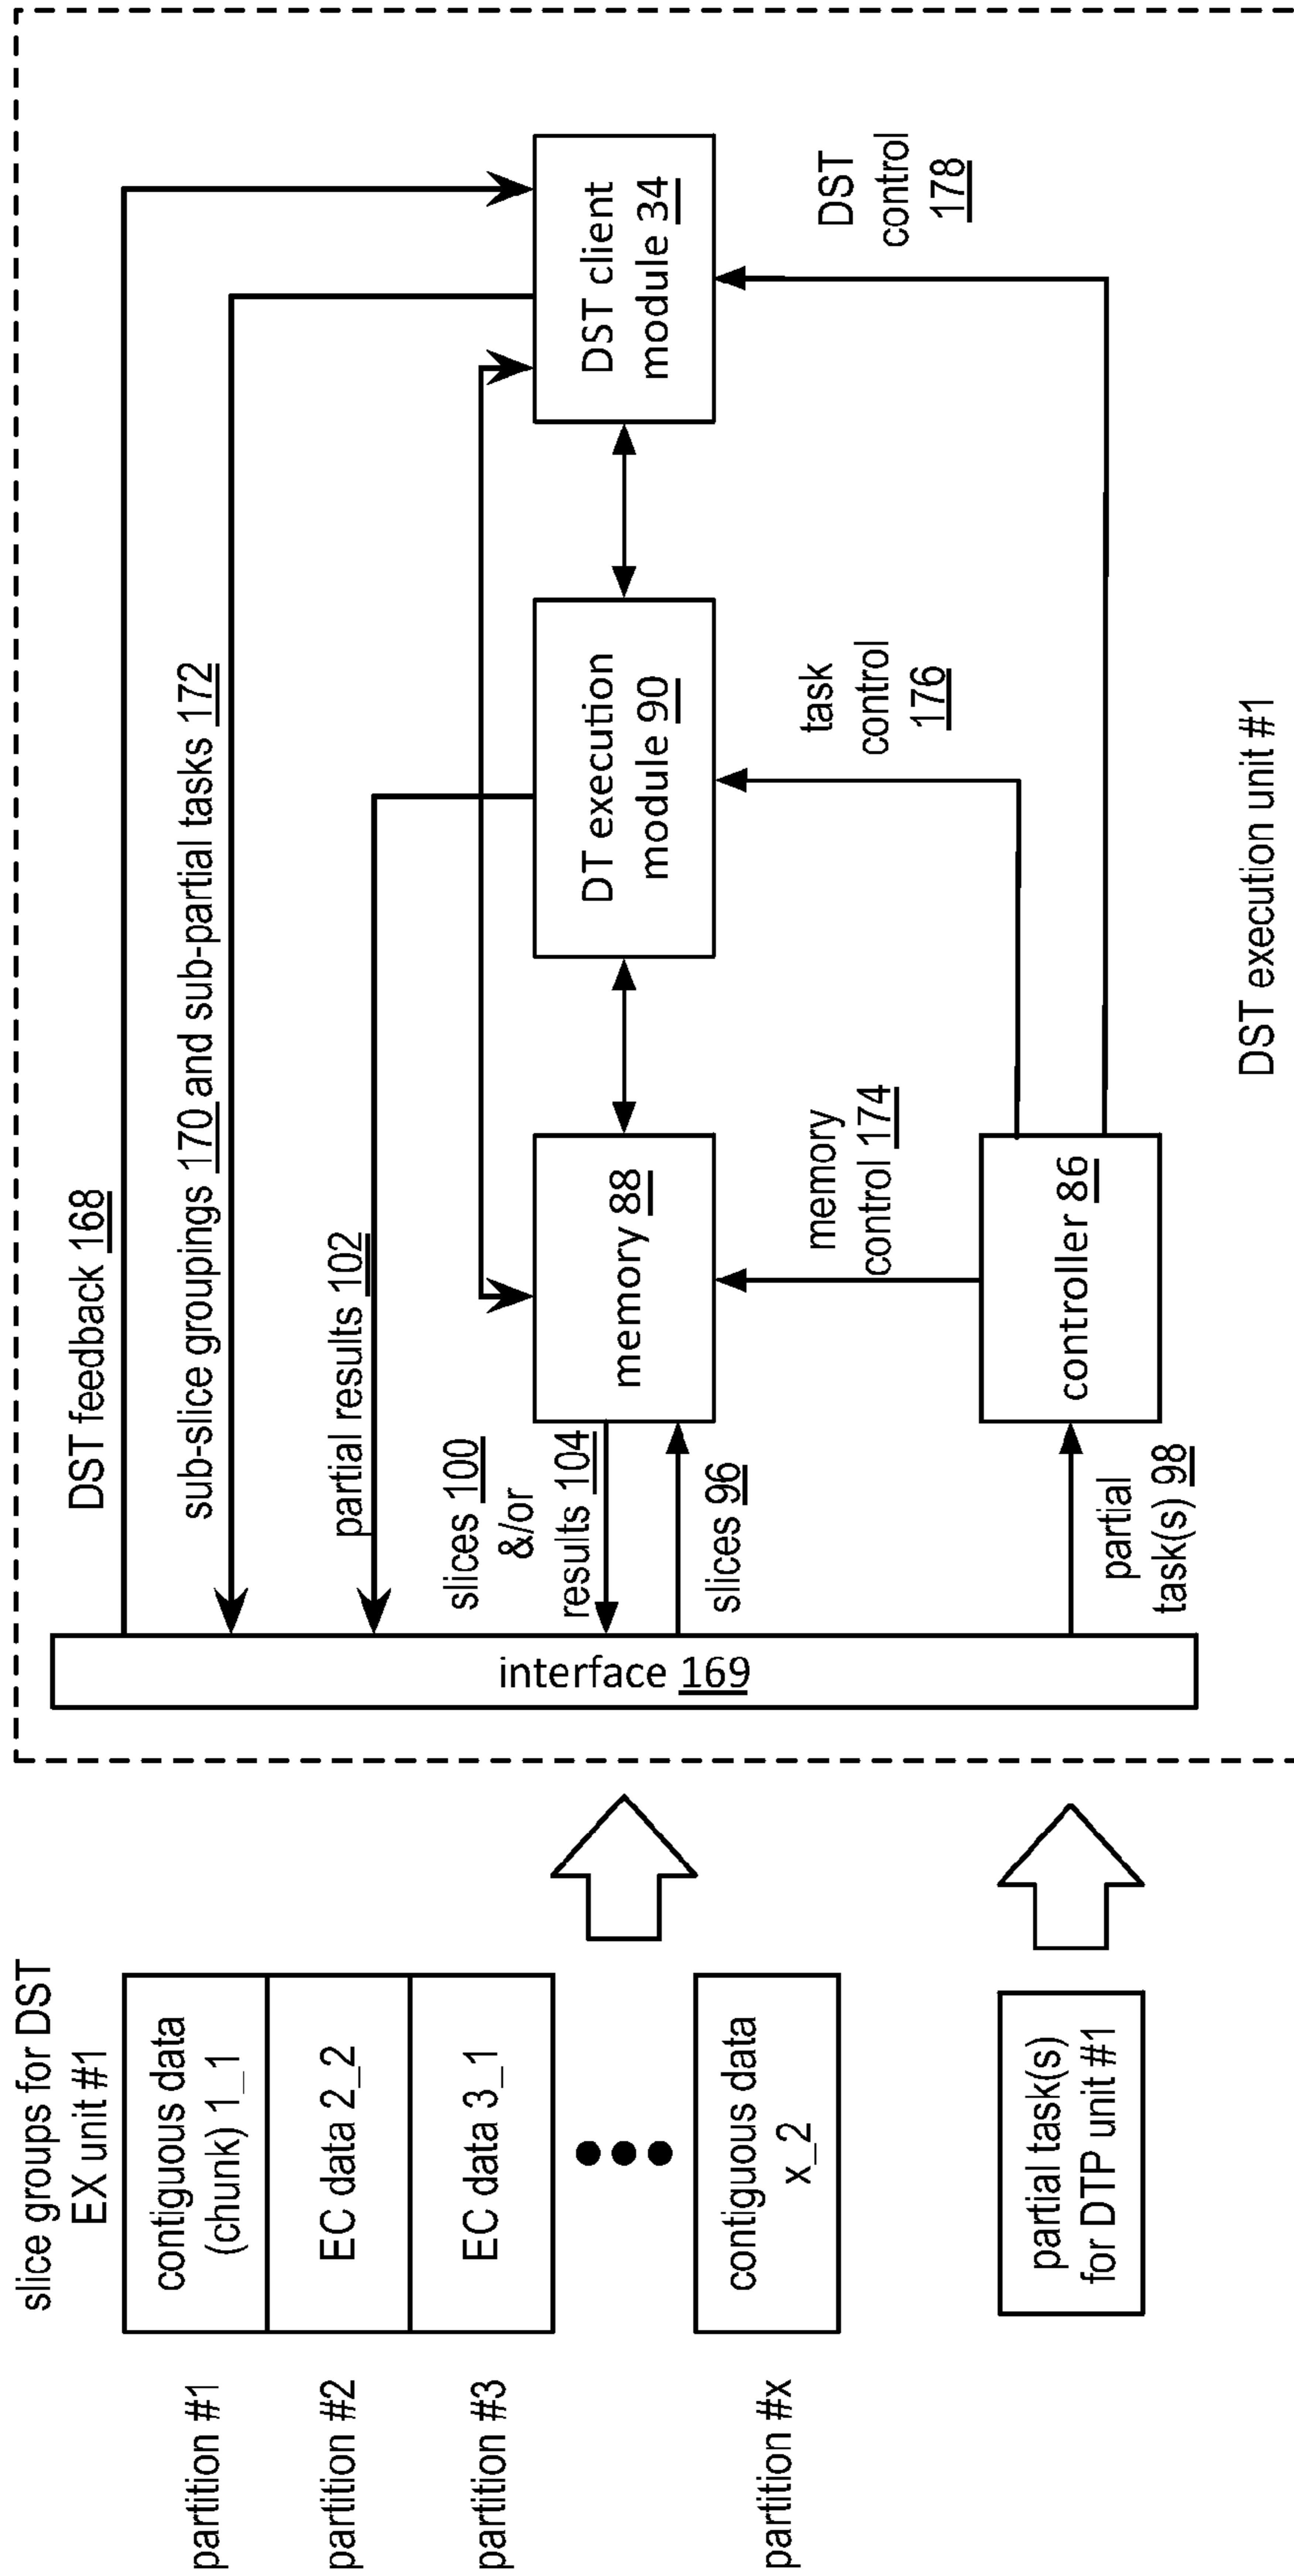 slice groups for DST
EX unit #1
partition #1
contiguous data
(chunk) 1_1
partition #2
EC data 2_2
partition #3
EC data 3_1
partition #x
contiguous data
x_2
partial task(s)
for DTP unit #1
interface 169
DST feedback 168
sub-slice groupings 170 and sub-partial tasks 172
partial results 102
slices 100
&/or
results 104
slices 96
partial
task(s) 98
memory 88
DT execution
module 90
DST client
module 34
memory
control 174
task
control
176
DST
control
178
controller 86
DST execution unit #1